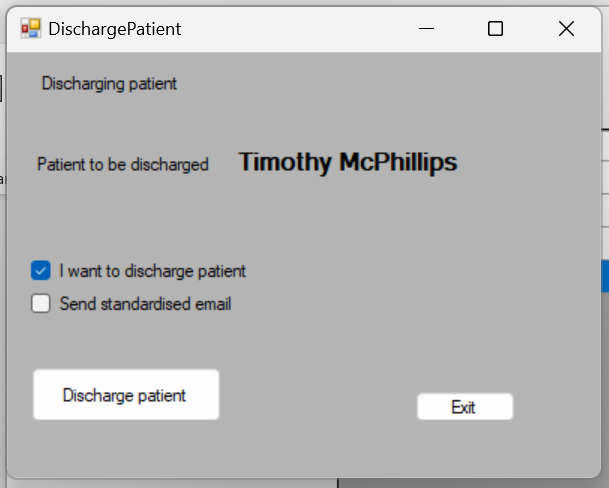 DischargePatient
Discharging patient
Patient to be discharged Timothy McPhillips
I want to discharge patient
Send standardised email
Discharge patient
Exit